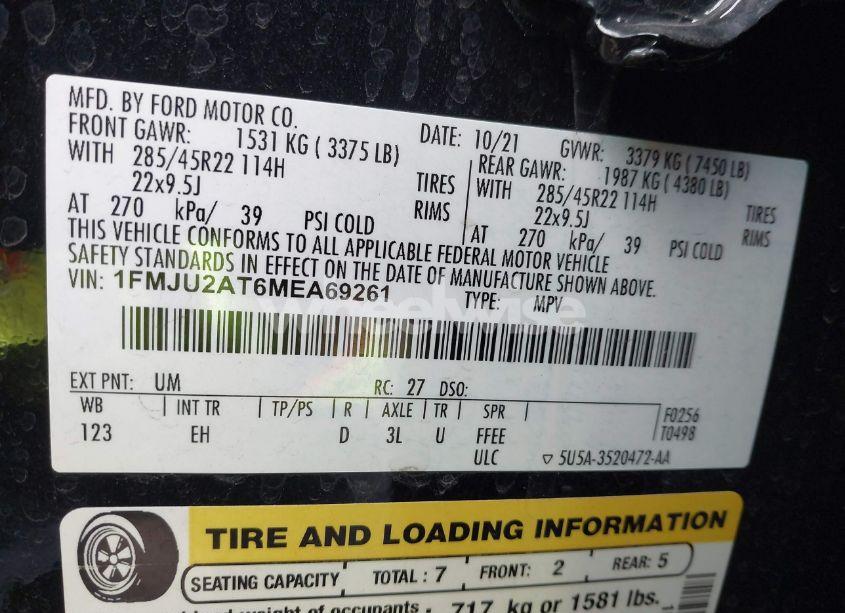 MFD. BY FORD MOTOR CO.
DATE: 10/21 GVWR: 3379 KG ( 7450 LB)
FRONT GAWR: 1531 KG ( 3375 LB) REAR GAWR: 1987 KG ( 4380 LB)
WITH 285/45R22 114H TIRES WITH 285/45R22 114H TIRES
22x9.5J RIMS 22x9.5J RIMS
AT 270 kPa/ 39 PSI COLD AT 270 kPa/ 39 PSI COLD
THIS VEHICLE CONFORMS TO ALL APPLICABLE FEDERAL MOTOR VEHICLE
SAFETY STANDARDS IN EFFECT ON THE DATE OF MANUFACTURE SHOWN ABOVE.
VIN: 1FMJU2AT6MEA69261 TYPE: MPV
wheelwise
EXT PNT: UM RC: 27 DSO:
WB INT TR TP/PS R AXLE TR SPR F0256
123 EH D 3L U FFEE T0498
ULC ▽ 5U5A-3520472-AA
TIRE AND LOADING INFORMATION
SEATING CAPACITY TOTAL : 7 FRONT: 2 REAR: 5
weight of occupants 717 kg or 1581 lbs.